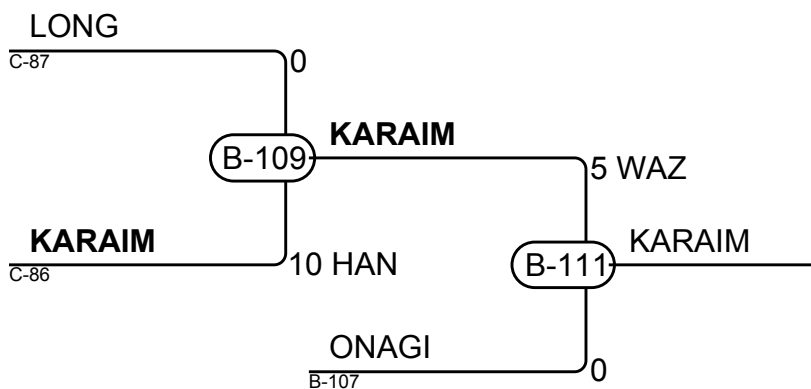 LONG
C-87
0
B-109
KARAIM
5 WAZ
KARAIM
C-86
10 HAN
B-111
KARAIM
ONAGI
B-107
0